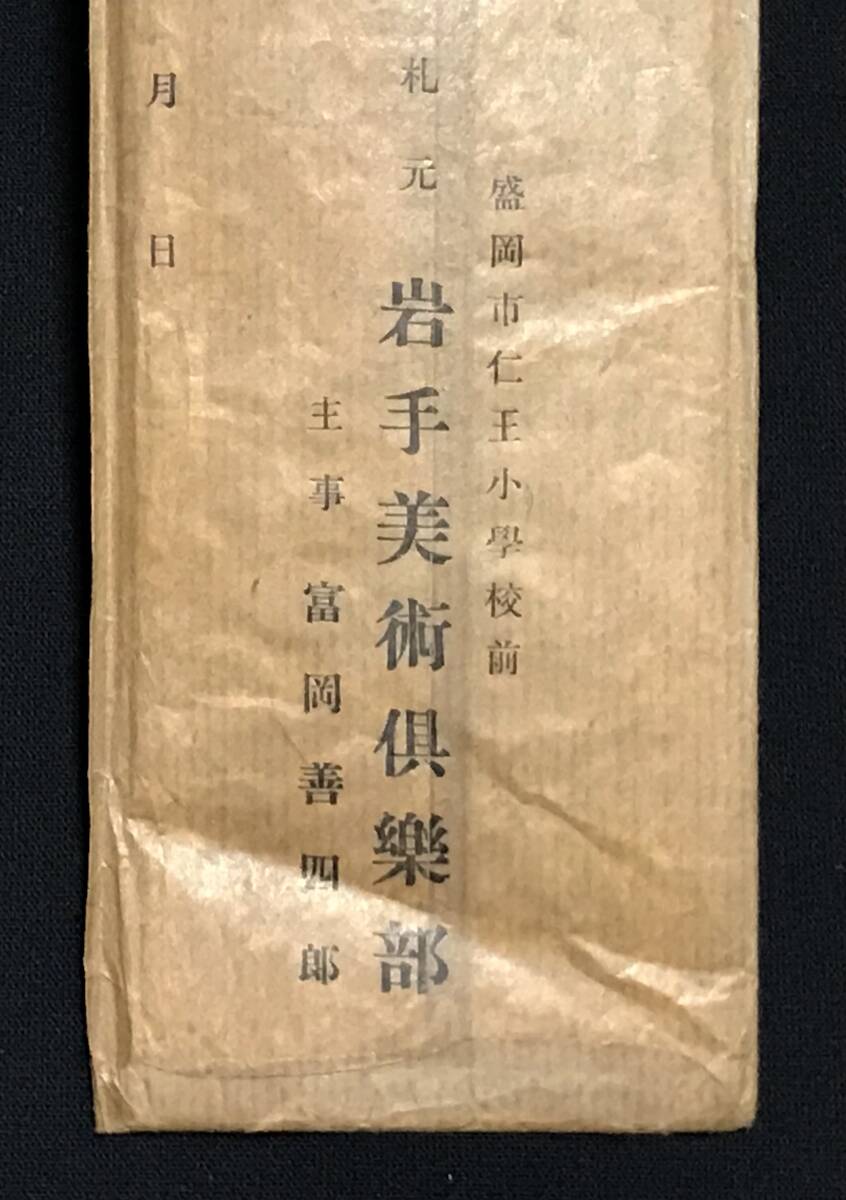 盛岡市仁王小學校前
札元 岩手美術俱樂部
主事 富岡善四郎
月 日